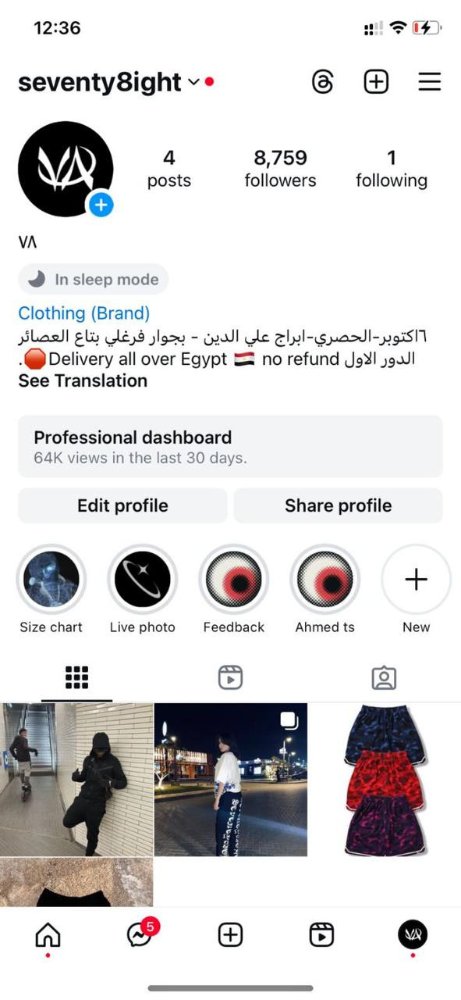 12:36
seventy8ight
4 8,759 1
posts followers following
٧٨
In sleep mode
Clothing (Brand)
٦اكتوبر-الحصري-ابراج علي الدين - بجوار فرغلي بتاع العصائر
الدور الاول Delivery all over Egypt 🇪🇬 no refund🛑.
See Translation
Professional dashboard
64K views in the last 30 days.
Edit profile Share profile
Size chart Live photo Feedback Ahmed ts New
5